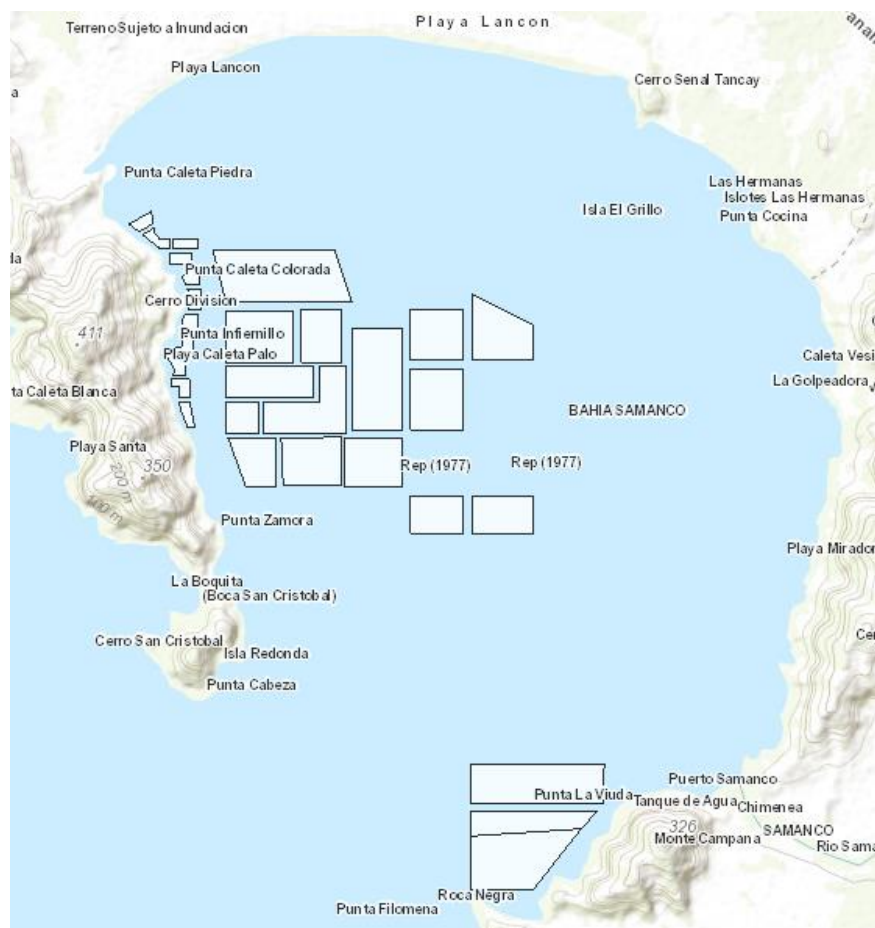 Playa Lancon
Terreno Sujeto a Inundacion
Playa Lancon
Cerro Senal Tancay
a
Punta Caleta Piedra
Las Hermanas
Islotes Las Hermanas
Isla El Grillo
Punta Cocina
da
Punta Caleta Colorada
Cerro Division
411
Punta Infiernillo
Playa Caleta Palo
Caleta Vesi
La Golpeadora
ta Caleta Blanca
BAHIA SAMANCO
Playa Santa
350
200 m
100 m
Rep (1977)
Rep (1977)
Punta Zamora
Playa Mirador
La Boquita
(Boca San Cristobal)
Cerro San Cristobal
Cer
Isla Redonda
Punta Cabeza
Puerto Samanco
Punta La Viuda
Tanque de Agua
Chimenea
326
SAMANCO
Monte Campana
Rio Sama
Roca Negra
Punta Filomena